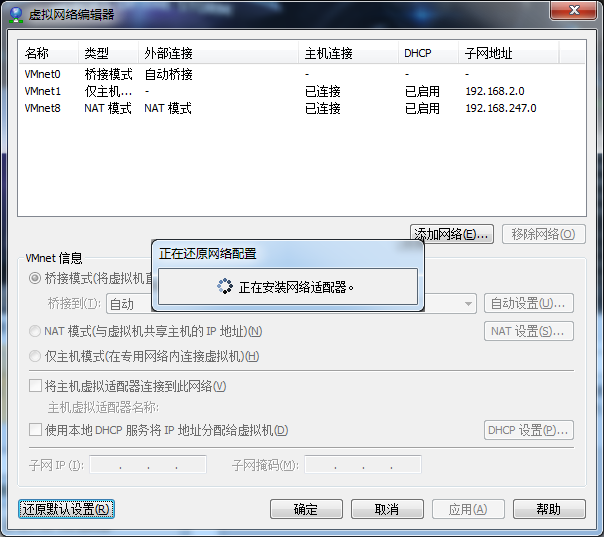 虚拟网络编辑器
名称 类型 外部连接 主机连接 DHCP 子网地址
VMnet0 桥接模式 自动桥接 - - -
VMnet1 仅主机... - 已连接 已启用 192.168.2.0
VMnet8 NAT 模式 NAT 模式 已连接 已启用 192.168.247.0
添加网络(E)... 移除网络(O)
正在还原网络配置
正在安装网络适配器。
VMnet 信息
桥接模式(将虚拟机
桥接到(I): 自动 自动设置(U)...
NAT 模式(与虚拟机共享主机的 IP 地址)(N) NAT 设置(S)...
仅主机模式(在专用网络内连接虚拟机)(H)
将主机虚拟适配器连接到此网络(V)
主机虚拟适配器名称:
使用本地 DHCP 服务将 IP 地址分配给虚拟机(D) DHCP 设置(P)...
子网 IP (I): . . . 子网掩码(M): . . .
还原默认设置(R) 确定 取消 应用(A) 帮助